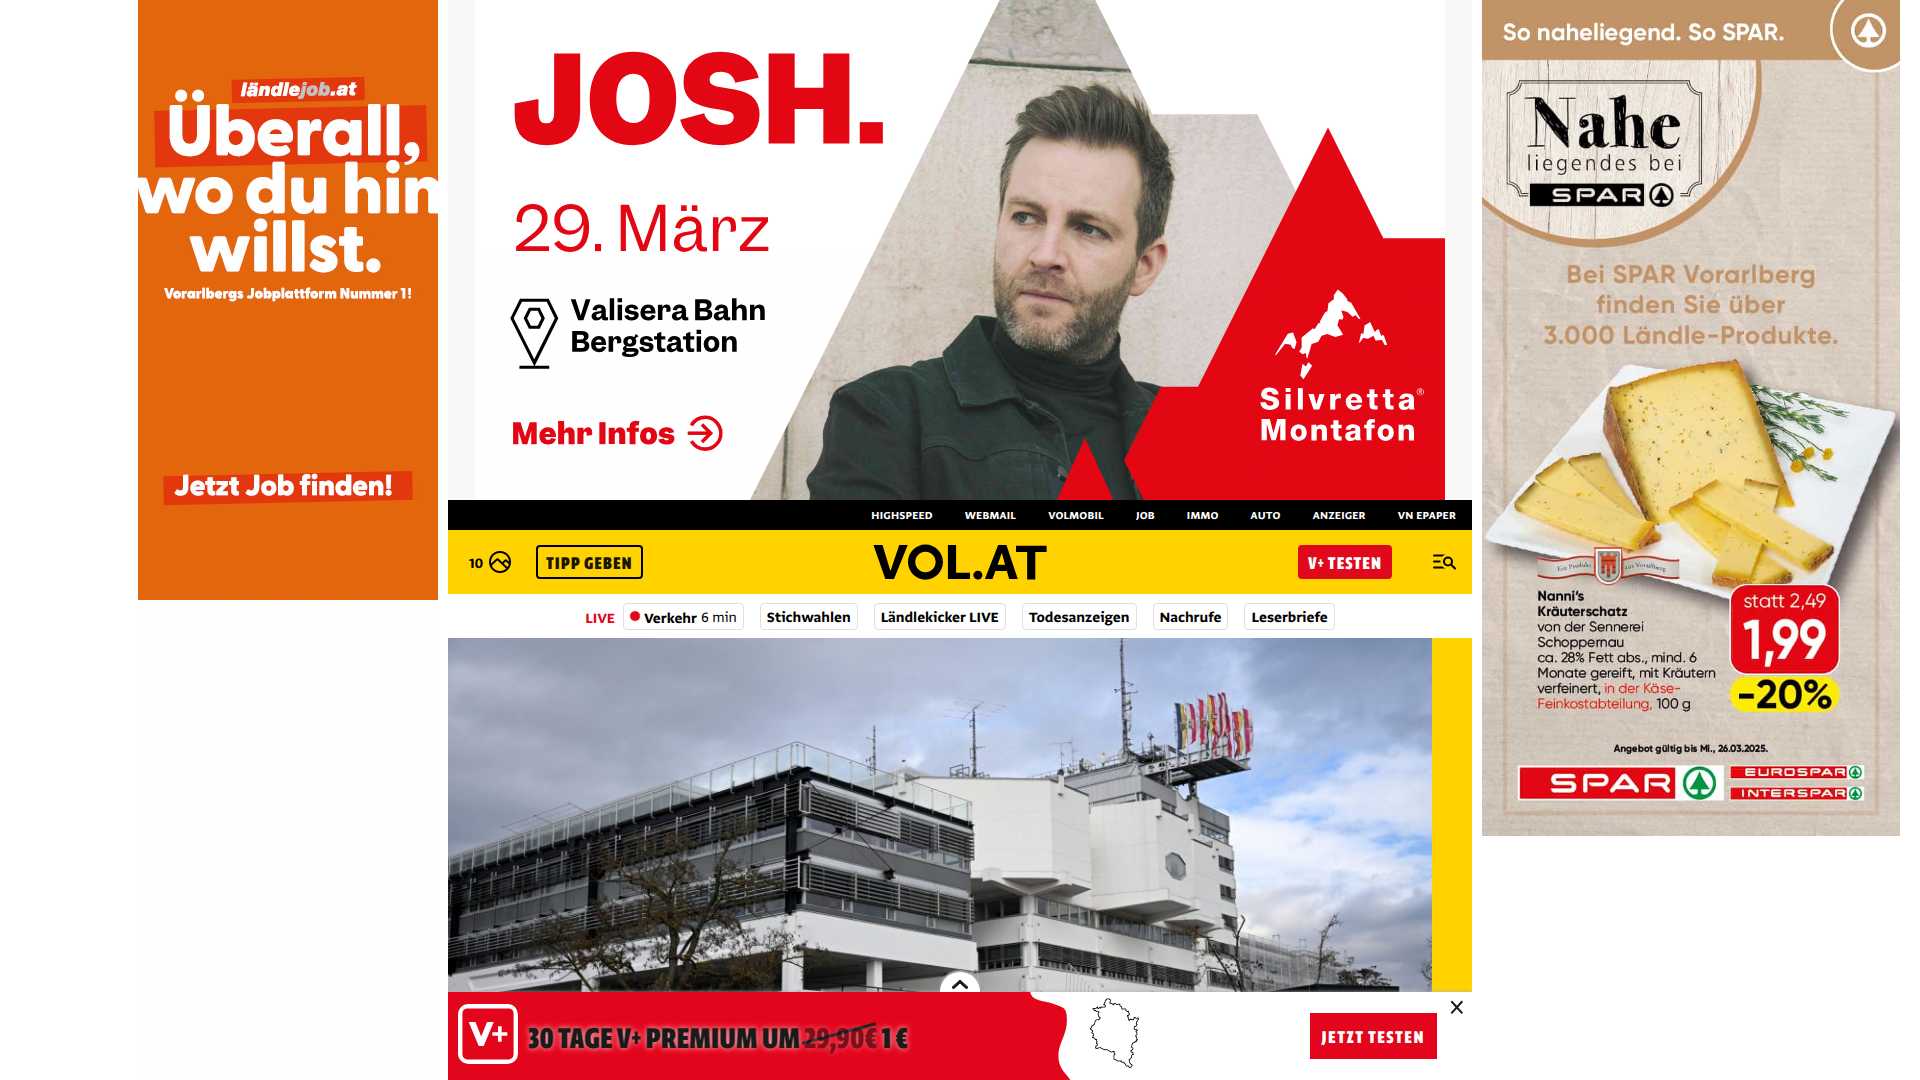 ländlejob.at
Überall,
wo du hin
willst.
Vorarlbergs Jobplattform Nummer 1!
Jetzt Job finden!
JOSH.
29. März
Valisera Bahn
Bergstation
Mehr Infos
Silvretta®
Montafon
So naheliegend. So SPAR.
Nahe
liegendes bei
SPAR
Bei SPAR Vorarlberg
finden Sie über
3.000 Ländle-Produkte.
Ein Produkt aus Vorarlberg
Nanni's
Kräuterschatz
von der Sennerei
Schoppernau
ca. 28% Fett abs., mind. 6
Monate gereift, mit Kräutern
verfeinert, in der Käse-
Feinkostabteilung, 100 g
statt 2,49
1,99
-20%
Angebot gültig bis MI., 26.03.2025.
SPAR
EUROSPAR
INTERSPAR
HIGHSPEED WEBMAIL VOLMOBIL JOB IMMO AUTO ANZEIGER VN EPAPER
10 TIPP GEBEN VOL.AT V+ TESTEN
LIVE Verkehr 6 min Stichwahlen Ländlekicker LIVE Todesanzeigen Nachrufe Leserbriefe
V+ 30 TAGE V+ PREMIUM UM 29,90€ 1 € JETZT TESTEN